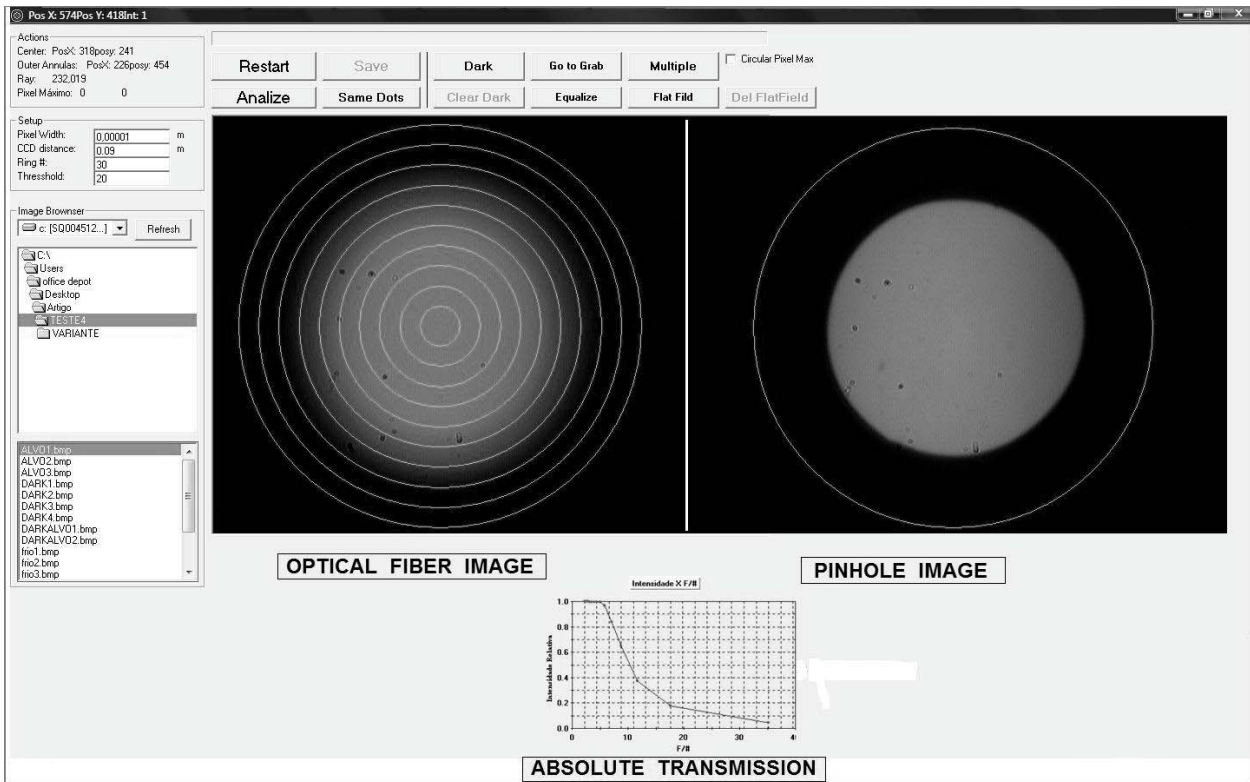 Pos X: 574Pos Y: 418Int: 1
Actions
Center: PosX: 318posy: 241
Outer Annulas: PosX: 226posy: 454
Ray: 232,019
Pixel Máximo: 0 0
Restart Save Dark Go to Grab Multiple Circular Pixel Max
Analize Same Dots Clear Dark Equalize Flat Fild Del FlatField
Setup
Pixel Width: 0,00001 m
CCD distance: 0.09 m
Ring #: 30
Thresshold: 20
Image Brownser
c: [SQ004512...] Refresh
C:\
Users
office depot
Desktop
Artigo
TESTE4
VARIANTE
ALVO1.bmp
ALVO2.bmp
ALVO3.bmp
DARK1.bmp
DARK2.bmp
DARK3.bmp
DARK4.bmp
DARKALVO1.bmp
DARKALVO2.bmp
frio1.bmp
frio2.bmp
frio3.bmp
OPTICAL FIBER IMAGE
PINHOLE IMAGE
Intensidade X F/#
1.0
0.8
0.6
0.4
0.2
0.0
Intensidade Relativa
0 10 20 30 4
F/#
ABSOLUTE TRANSMISSION